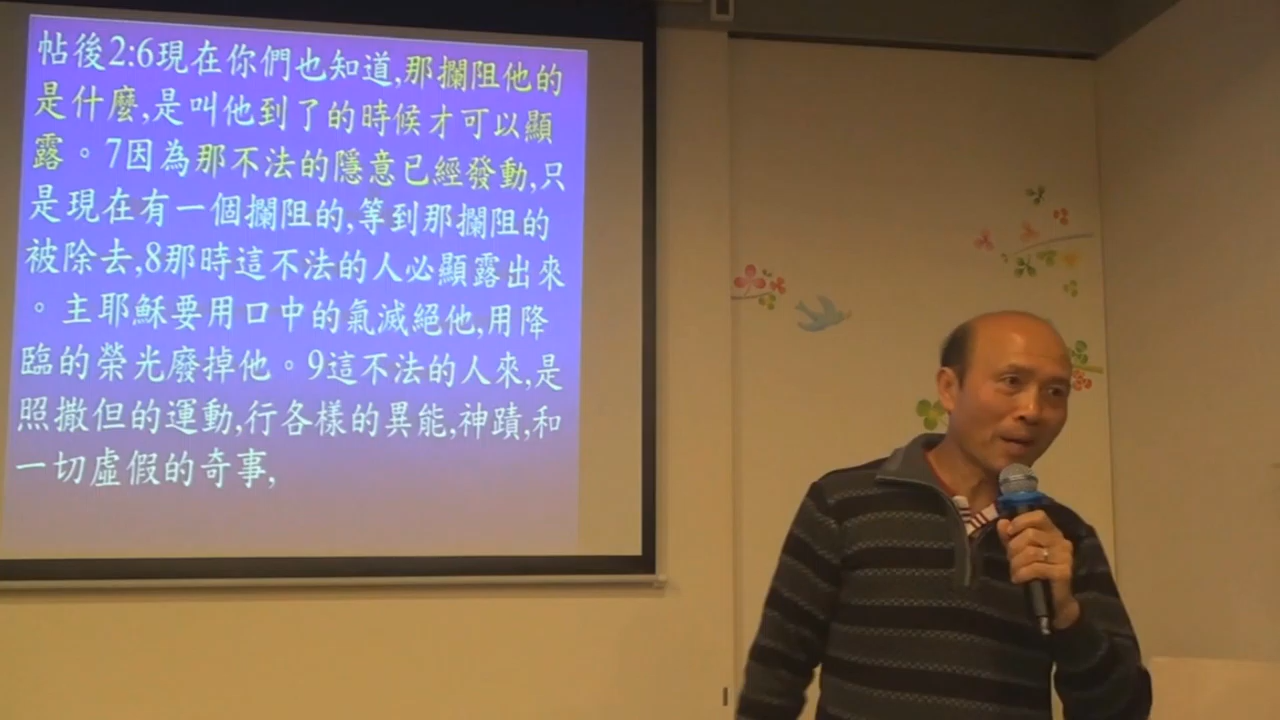 帖後2:6現在你們也知道,那攔阻他的
是什麼,是叫他到了的時候才可以顯
露。7因為那不法的隱意已經發動,只
是現在有一個攔阻的,等到那攔阻的
被除去,8那時這不法的人必顯露出來
。主耶穌要用口中的氣滅絕他,用降
臨的榮光廢掉他。9這不法的人來,是
照撒但的運動,行各樣的異能,神蹟,和
一切虛假的奇事,